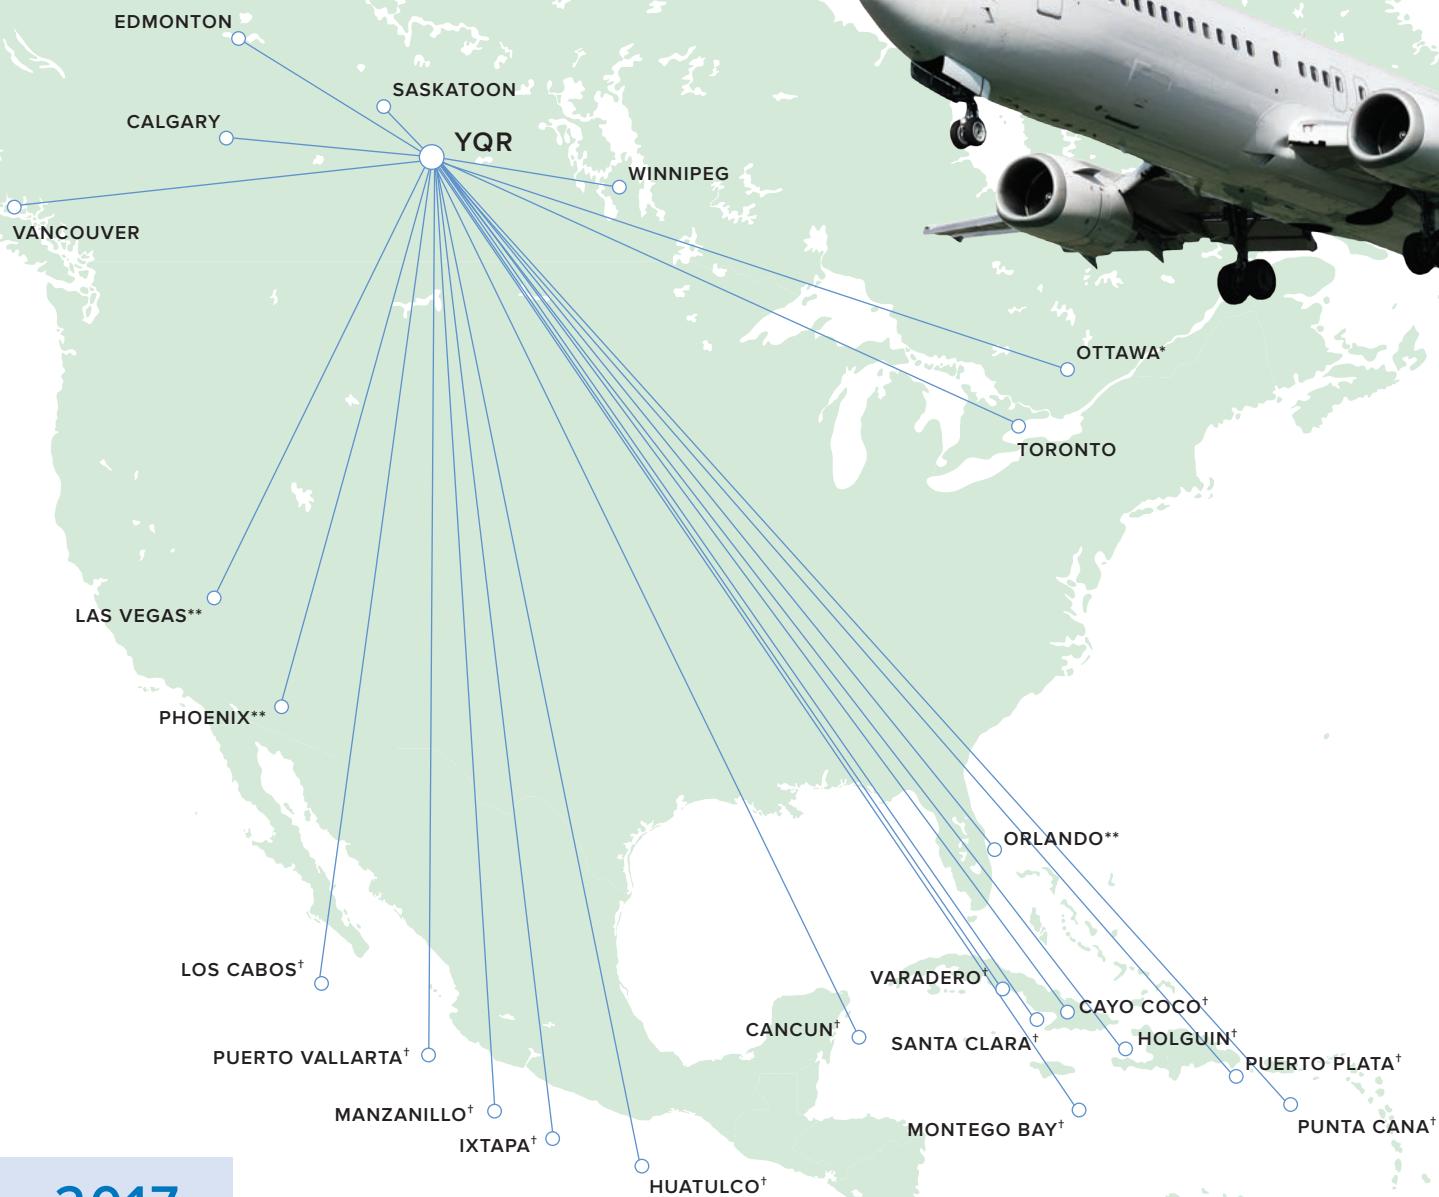 EDMONTON
SASKATOON
CALGARY
YQR
WINNIPEG
VANCOUVER
OTTAWA*
TORONTO
LAS VEGAS**
PHOENIX**
ORLANDO**
LOS CABOS†
VARADERO†
CAYO COCO†
CANCUN†
SANTA CLARA†
HOLGUIN†
PUERTO VALLARTA†
PUERTO PLATA†
MANZANILLO†
MONTEGO BAY†
PUNTA CANA†
IXTAPA†
HUATULCO†
2017